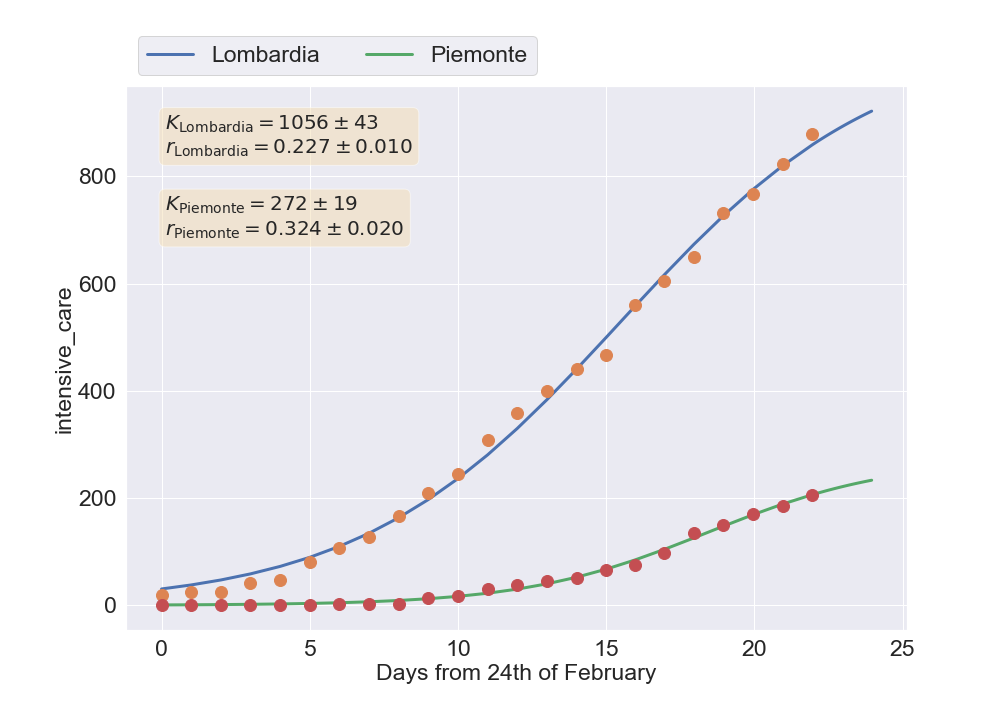 Lombardia Piemonte
K_Lombardia = 1056 ± 43
r_Lombardia = 0.227 ± 0.010
K_Piemonte = 272 ± 19
r_Piemonte = 0.324 ± 0.020
800
600
400
200
0
intensive_care
0 5 10 15 20 25
Days from 24th of February